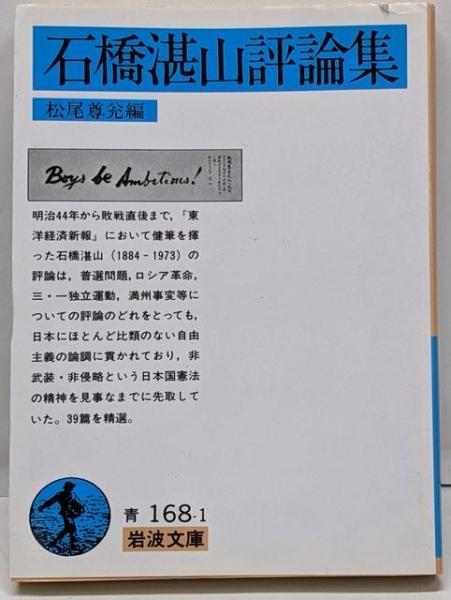 石橋湛山評論集
松尾尊兊編
Boys be Ambitious!
明治44年から敗戦直後まで，『東
洋経済新報』において健筆を揮
った石橋湛山（1884‐1973）の
評論は，普選問題，ロシア革命，
三・一独立運動，満州事変等に
ついての評論のどれをとっても，
日本にほとんど比類のない自由
主義の論調に貫かれており，非
武装・非侵略という日本国憲法
の精神を見事なまでに先取して
いた。39篇を精選。
青 168-1
岩波文庫